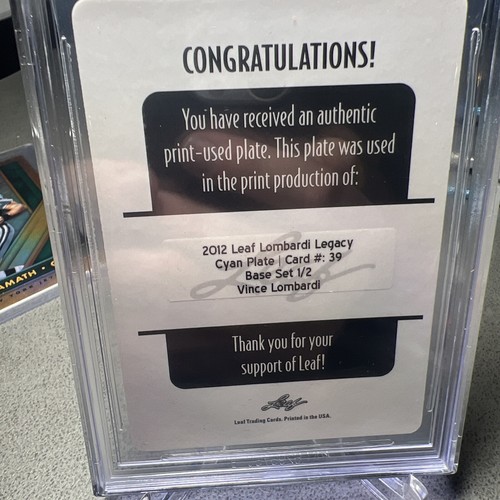 CONGRATULATIONS!
You have received an authentic
print-used plate. This plate was used
in the print production of:
2012 Leaf Lombardi Legacy
Cyan Plate | Card #: 39
Base Set 1/2
Vince Lombardi
Thank you for your
support of Leaf!
Leaf
Leaf Trading Cards. Printed in the USA.
AMATH